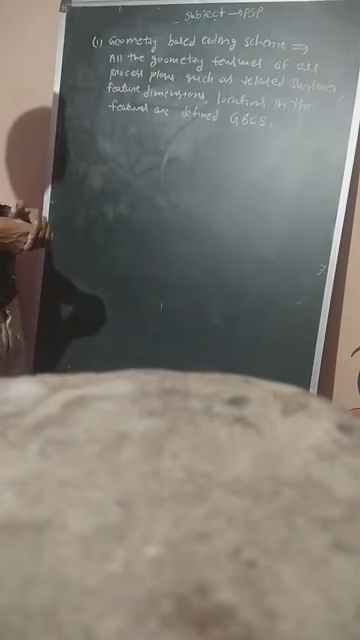 Subject → PSP
(1) Geometry based coding scheme ⇒
All the geometry features of all
process plans such as related surfaces,
feature dimensions, locations in the
features are defined GBCS.